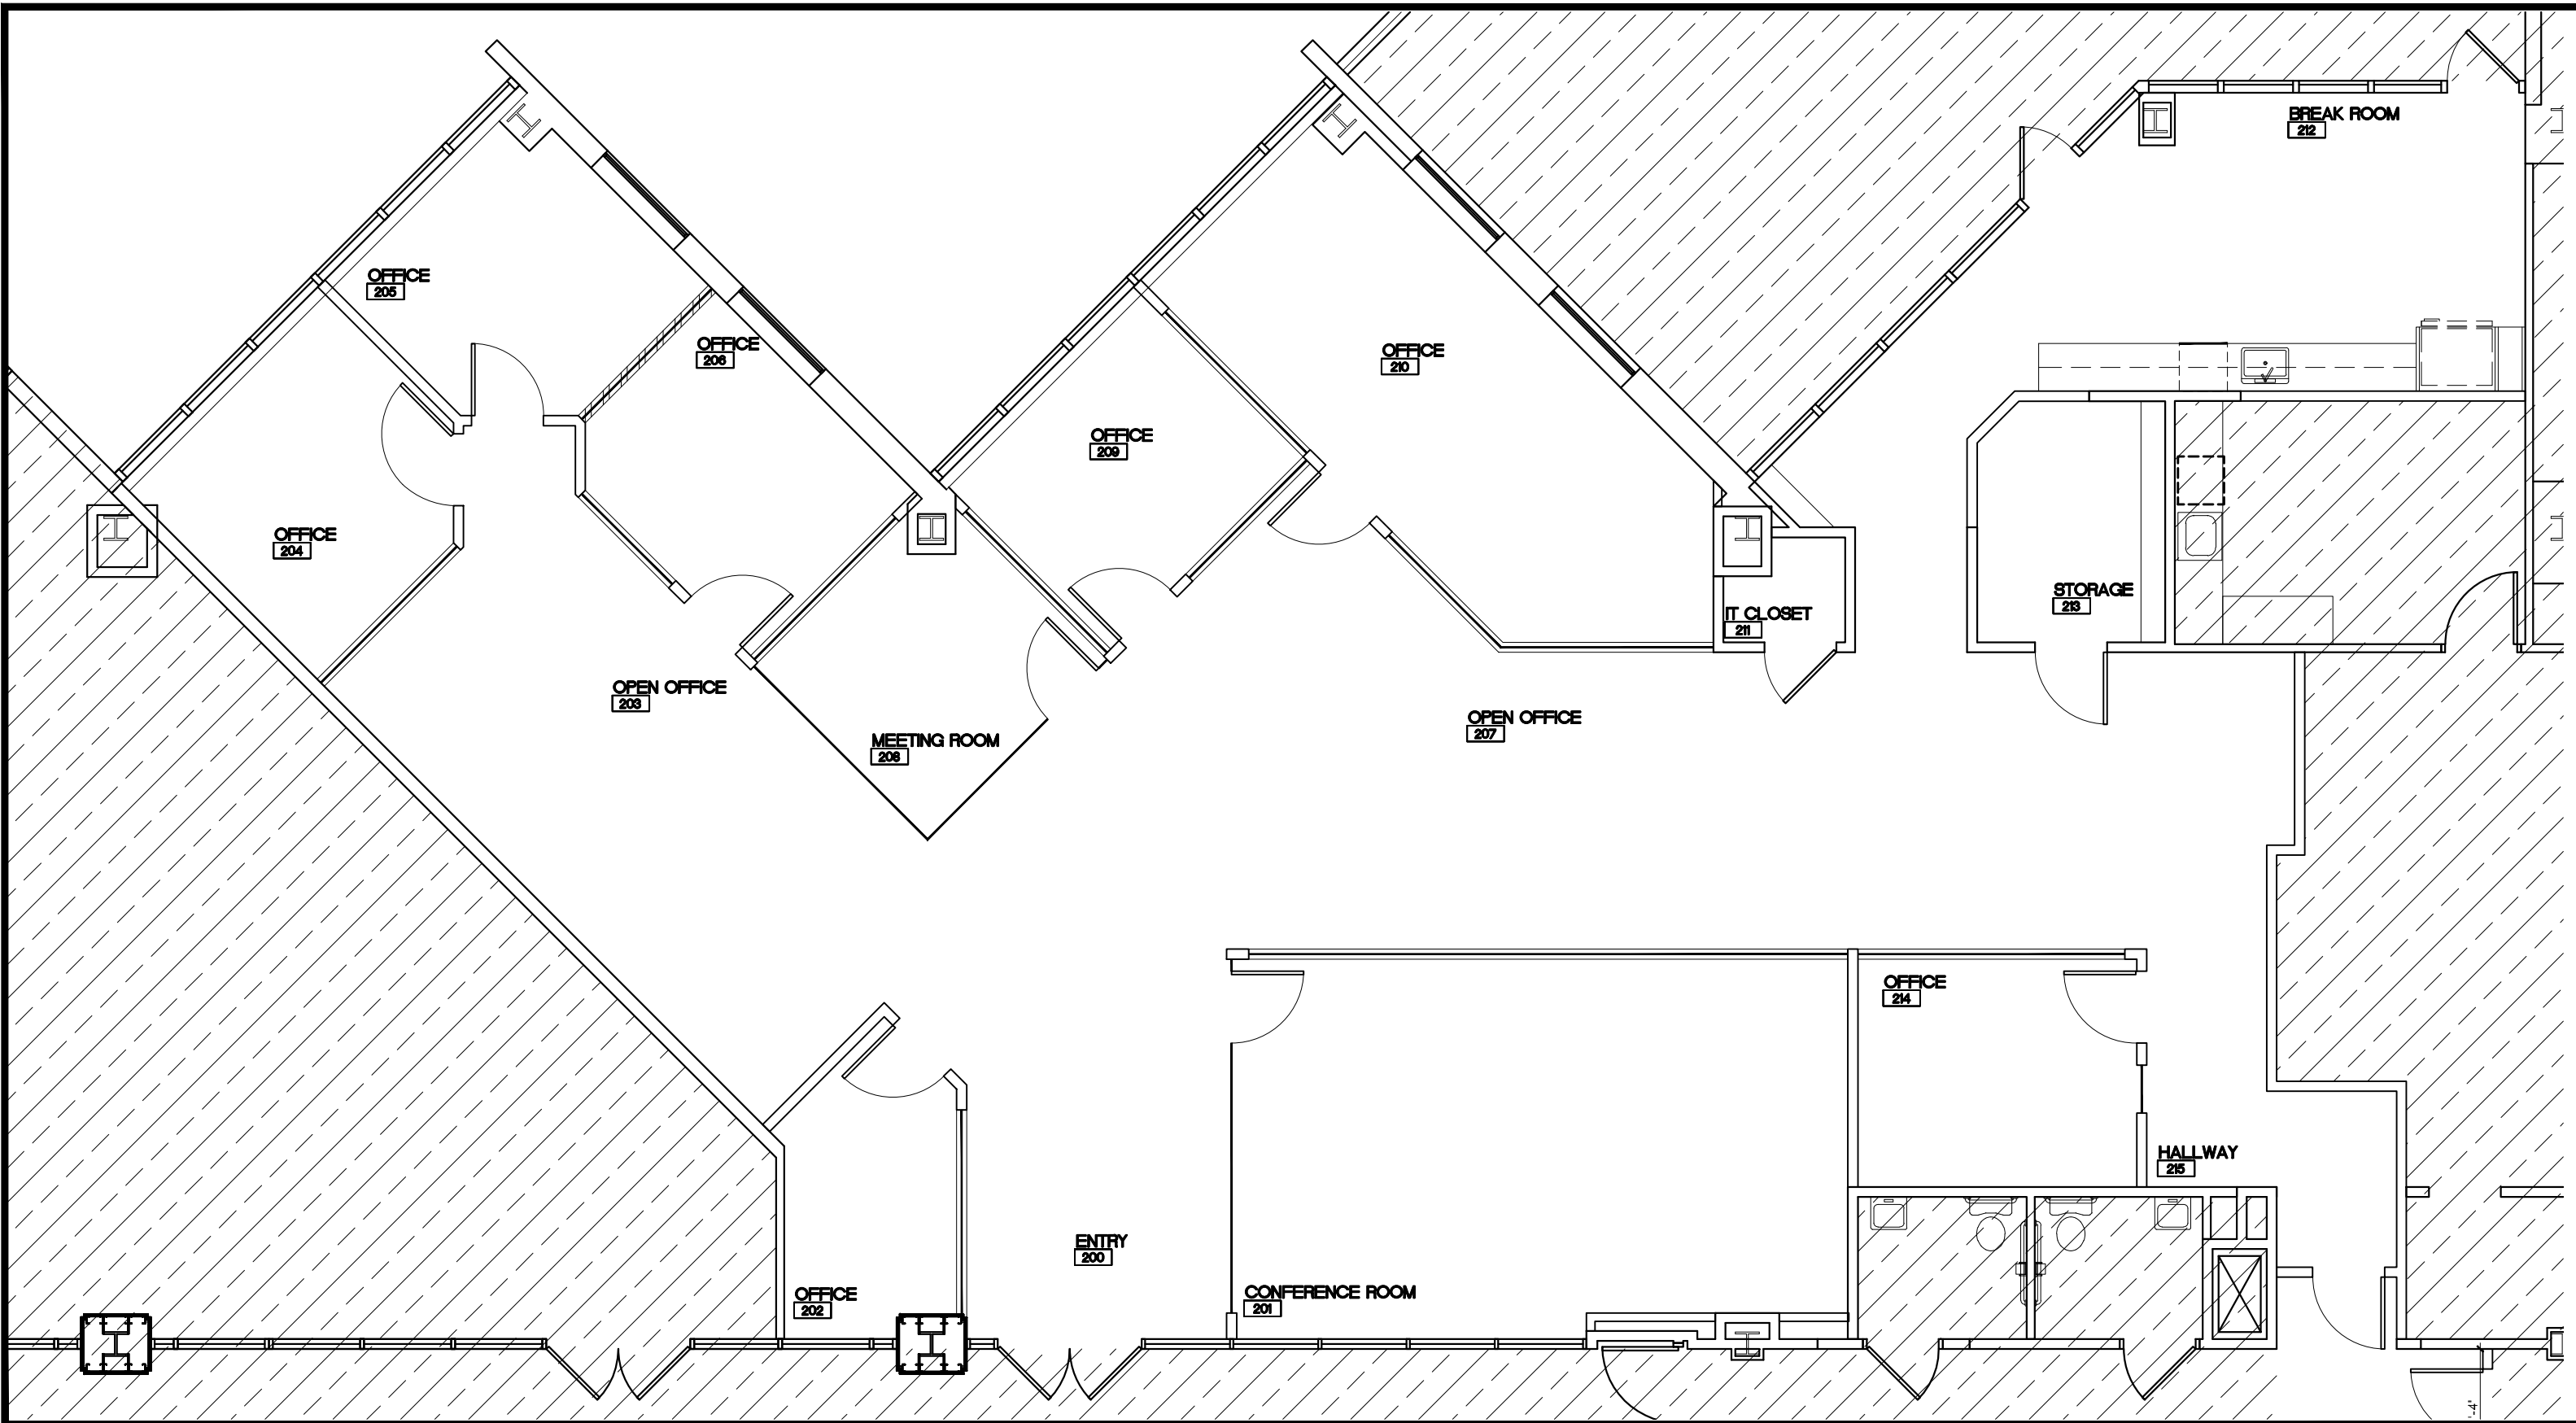 BREAK ROOM
212
OFFICE
205
OFFICE
206
OFFICE
210
OFFICE
209
OFFICE
204
STORAGE
213
IT CLOSET
211
OPEN OFFICE
203
OPEN OFFICE
207
MEETING ROOM
208
OFFICE
214
HALLWAY
215
ENTRY
200
OFFICE
202
CONFERENCE ROOM
201